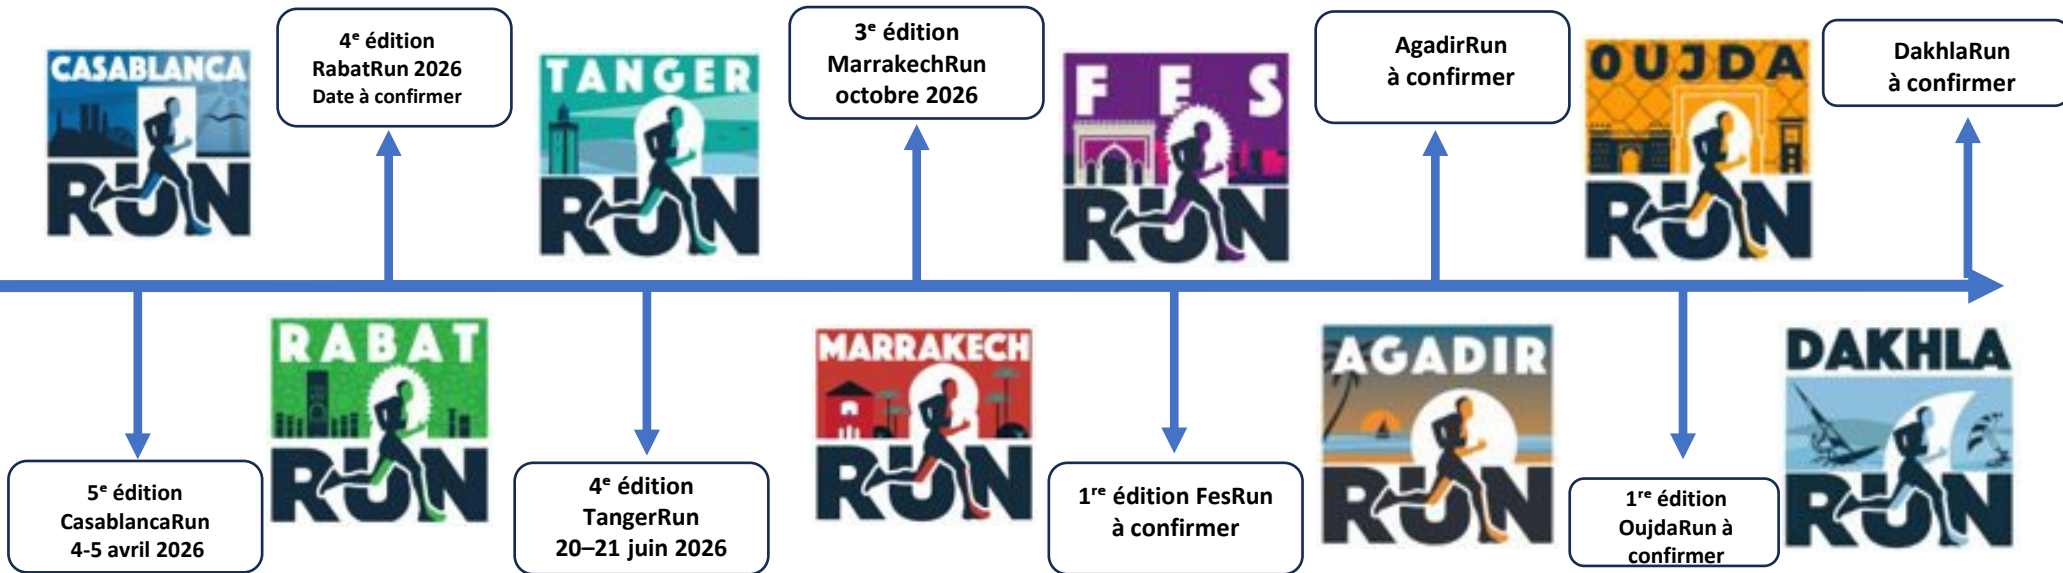 CASABLANCA
RUN
4ᵉ édition
RabatRun 2026
Date à confirmer
TANGER
RUN
3ᵉ édition
MarrakechRun
octobre 2026
FES
RUN
AgadirRun
à confirmer
OUJDA
RUN
DakhlaRun
à confirmer
5ᵉ édition
CasablancaRun
4-5 avril 2026
RABAT
RUN
4ᵉ édition
TangerRun
20–21 juin 2026
MARRAKECH
RUN
1ʳᵉ édition FesRun
à confirmer
AGADIR
RUN
1ʳᵉ édition
OujdaRun à
confirmer
DAKHLA
RUN